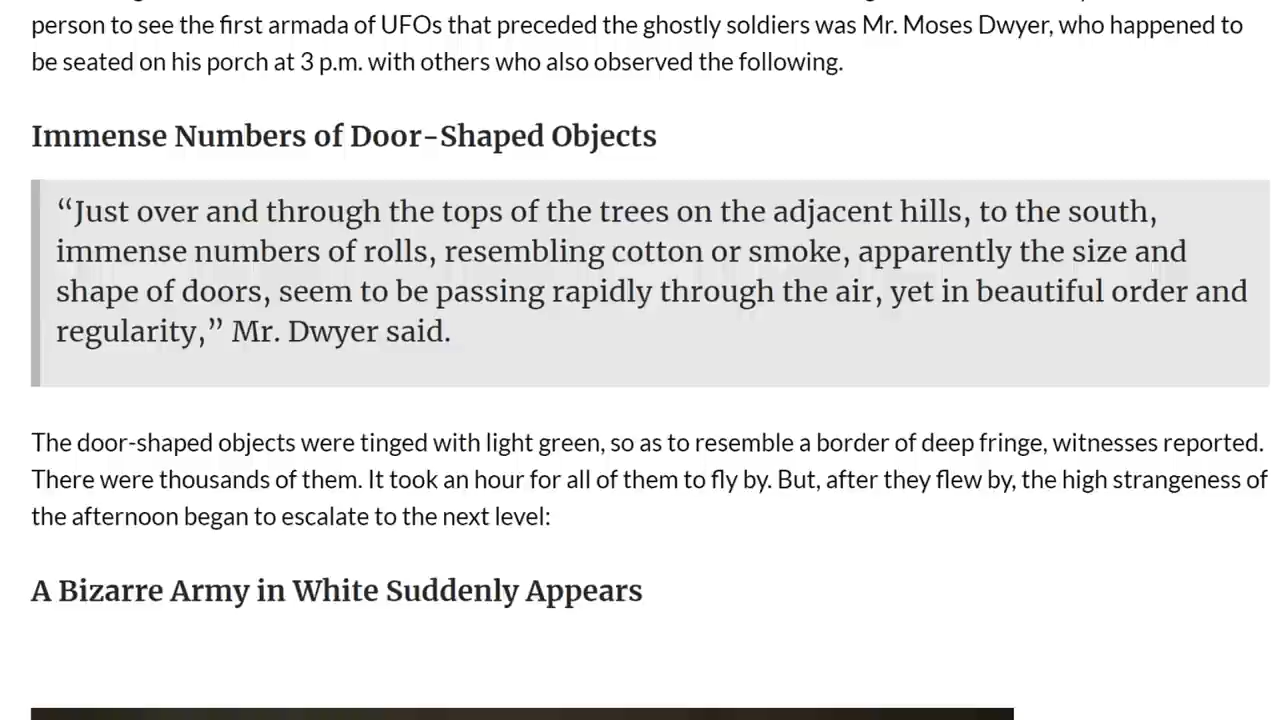 person to see the first armada of UFOs that preceded the ghostly soldiers was Mr. Moses Dwyer, who happened to
be seated on his porch at 3 p.m. with others who also observed the following.
Immense Numbers of Door-Shaped Objects
“Just over and through the tops of the trees on the adjacent hills, to the south,
immense numbers of rolls, resembling cotton or smoke, apparently the size and
shape of doors, seem to be passing rapidly through the air, yet in beautiful order and
regularity,” Mr. Dwyer said.
The door-shaped objects were tinged with light green, so as to resemble a border of deep fringe, witnesses reported.
There were thousands of them. It took an hour for all of them to fly by. But, after they flew by, the high strangeness of
the afternoon began to escalate to the next level:
A Bizarre Army in White Suddenly Appears